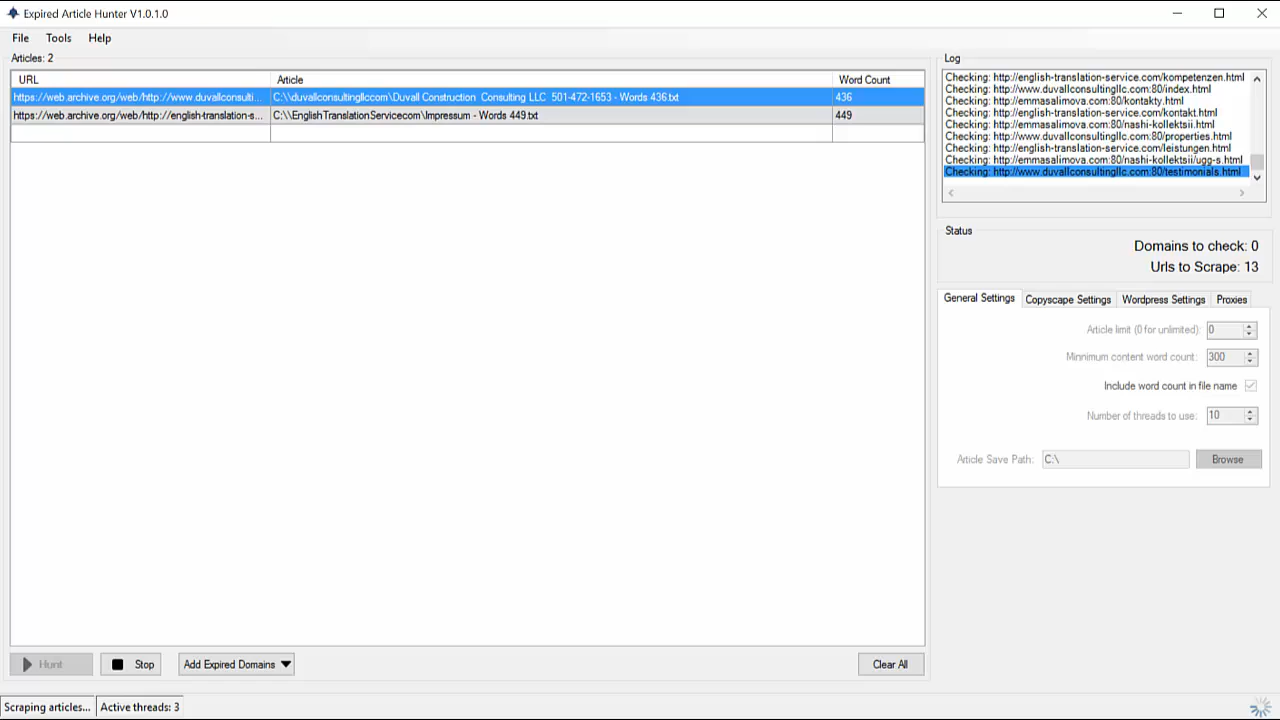 Expired Article Hunter V1.0.1.0
File Tools Help
Articles: 2
URL Article Word Count
https://web.archive.org/web/http://www.duvallconsulti... C:\\duvallconsultingllccom\Duvall Construction Consulting LLC 501-472-1653 - Words 436.txt 436
https://web.archive.org/web/http://english-translation-s... C:\\EnglishTranslationServicecom\Impressum - Words 449.txt 449
Hunt Stop Add Expired Domains Clear All
Scraping articles... Active threads: 3
Log
Checking: http://english-translation-service.com/kompetenzen.html
Checking: http://www.duvallconsultingllc.com:80/index.html
Checking: http://emmasalimova.com:80/kontakty.html
Checking: http://english-translation-service.com/kontakt.html
Checking: http://emmasalimova.com:80/nashi-kollektsii.html
Checking: http://www.duvallconsultingllc.com:80/properties.html
Checking: http://english-translation-service.com/leistungen.html
Checking: http://emmasalimova.com:80/nashi-kollektsii/ugg-s.html
Checking: http://www.duvallconsultingllc.com:80/testimonials.html
Status
Domains to check: 0
Urls to Scrape: 13
General Settings Copyscape Settings Wordpress Settings Proxies
Article limit (0 for unlimited): 0
Minnimum content word count: 300
Include word count in file name
Number of threads to use: 10
Article Save Path: C:\ Browse